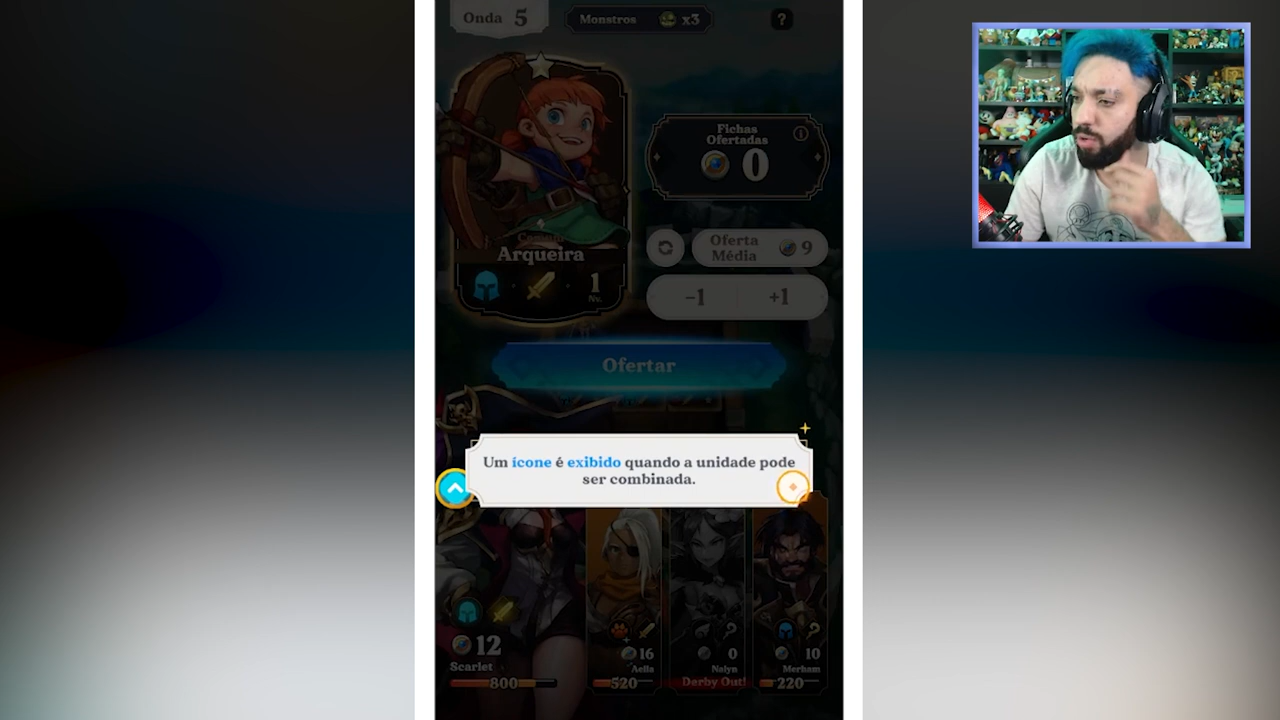 Onda 5
Monstros x3
?
Fichas
Ofertadas
0
Arqueira
1
Nv.
Oferta
Média
9
-1 +1
Ofertar
Um ícone é exibido quando a unidade pode
ser combinada.
12
Scarlet
800
16
Aella
520
0
Nalyn
Derby Out!
10
Merham
220